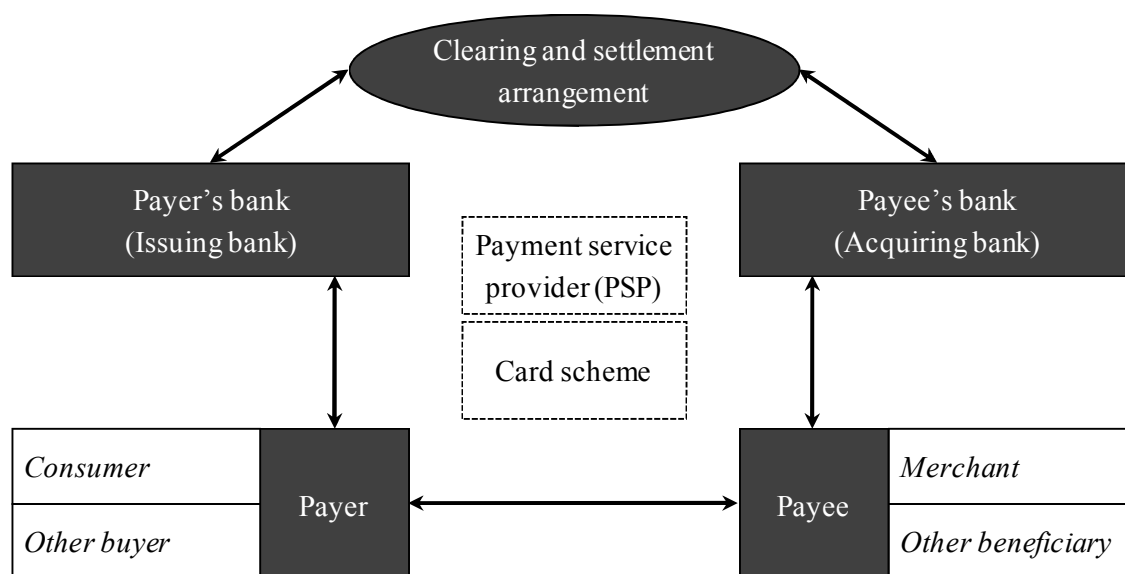 Clearing and settlement
arrangement
Payer’s bank
(Issuing bank)
Payee’s bank
(Acquiring bank)
Payment service
provider (PSP)
Card scheme
Consumer
Other buyer
Payer
Payee
Merchant
Other beneficiary